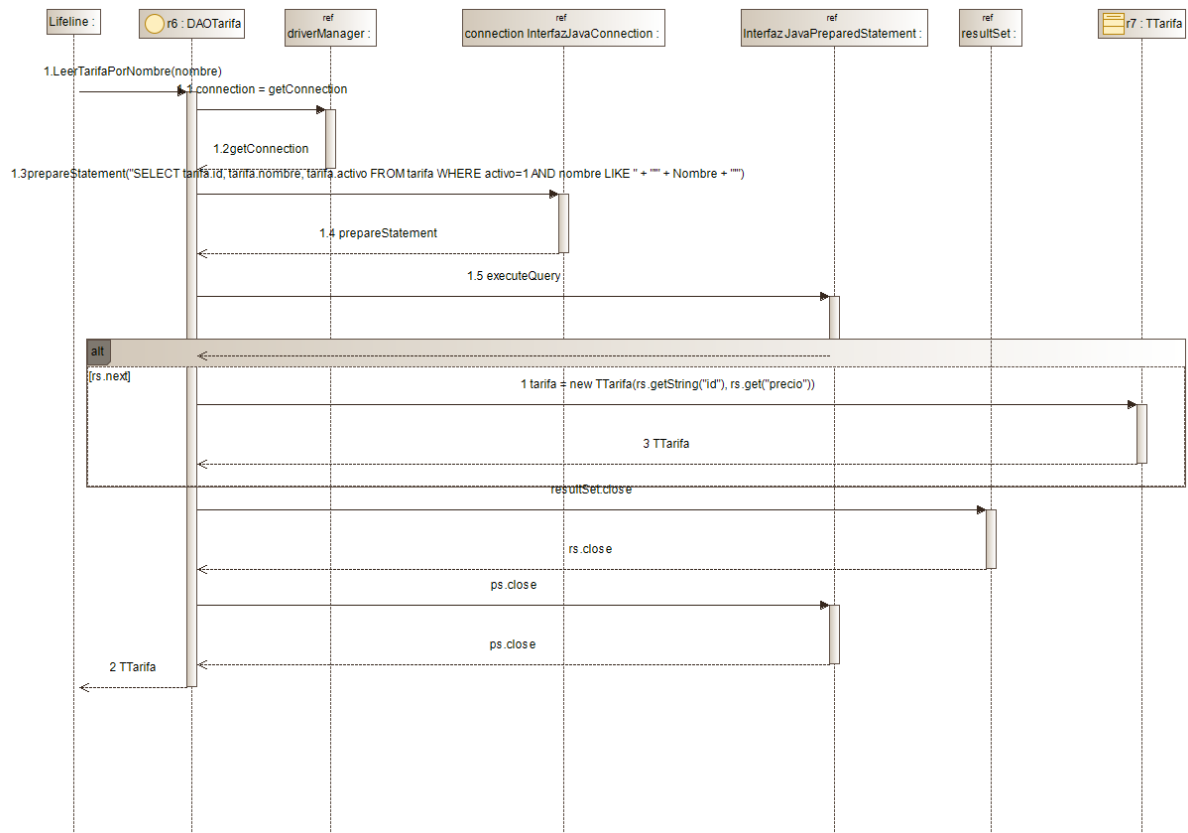 Lifeline :
r6 : DAOTarifa
ref
driverManager :
ref
connection InterfazJavaConnection :
ref
InterfazJavaPreparedStatement :
ref
resultSet :
r7 : TTarifa
1.LeerTarifaPorNombre(nombre)
1.1 connection = getConnection
1.2getConnection
1.3prepareStatement("SELECT tarifa.id, tarifa.nombre, tarifa.activo FROM tarifa WHERE activo=1 AND nombre LIKE " + "'" + Nombre + "'")
1.4 prepareStatement
1.5 executeQuery
alt
[rs.next]
1 tarifa = new TTarifa(rs.getString("id"), rs.get("precio"))
3 TTarifa
resultSet.close
rs.close
ps.close
ps.close
2 TTarifa